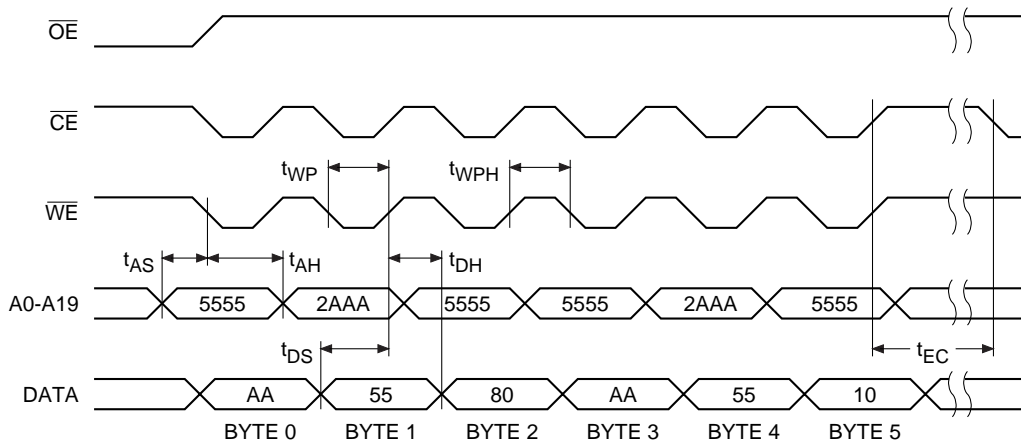 OE
CE
tWP tWPH
WE
tAS tAH tDH
A0-A19 5555 2AAA 5555 5555 2AAA 5555
tDS tEC
DATA AA 55 80 AA 55 10
BYTE 0 BYTE 1 BYTE 2 BYTE 3 BYTE 4 BYTE 5